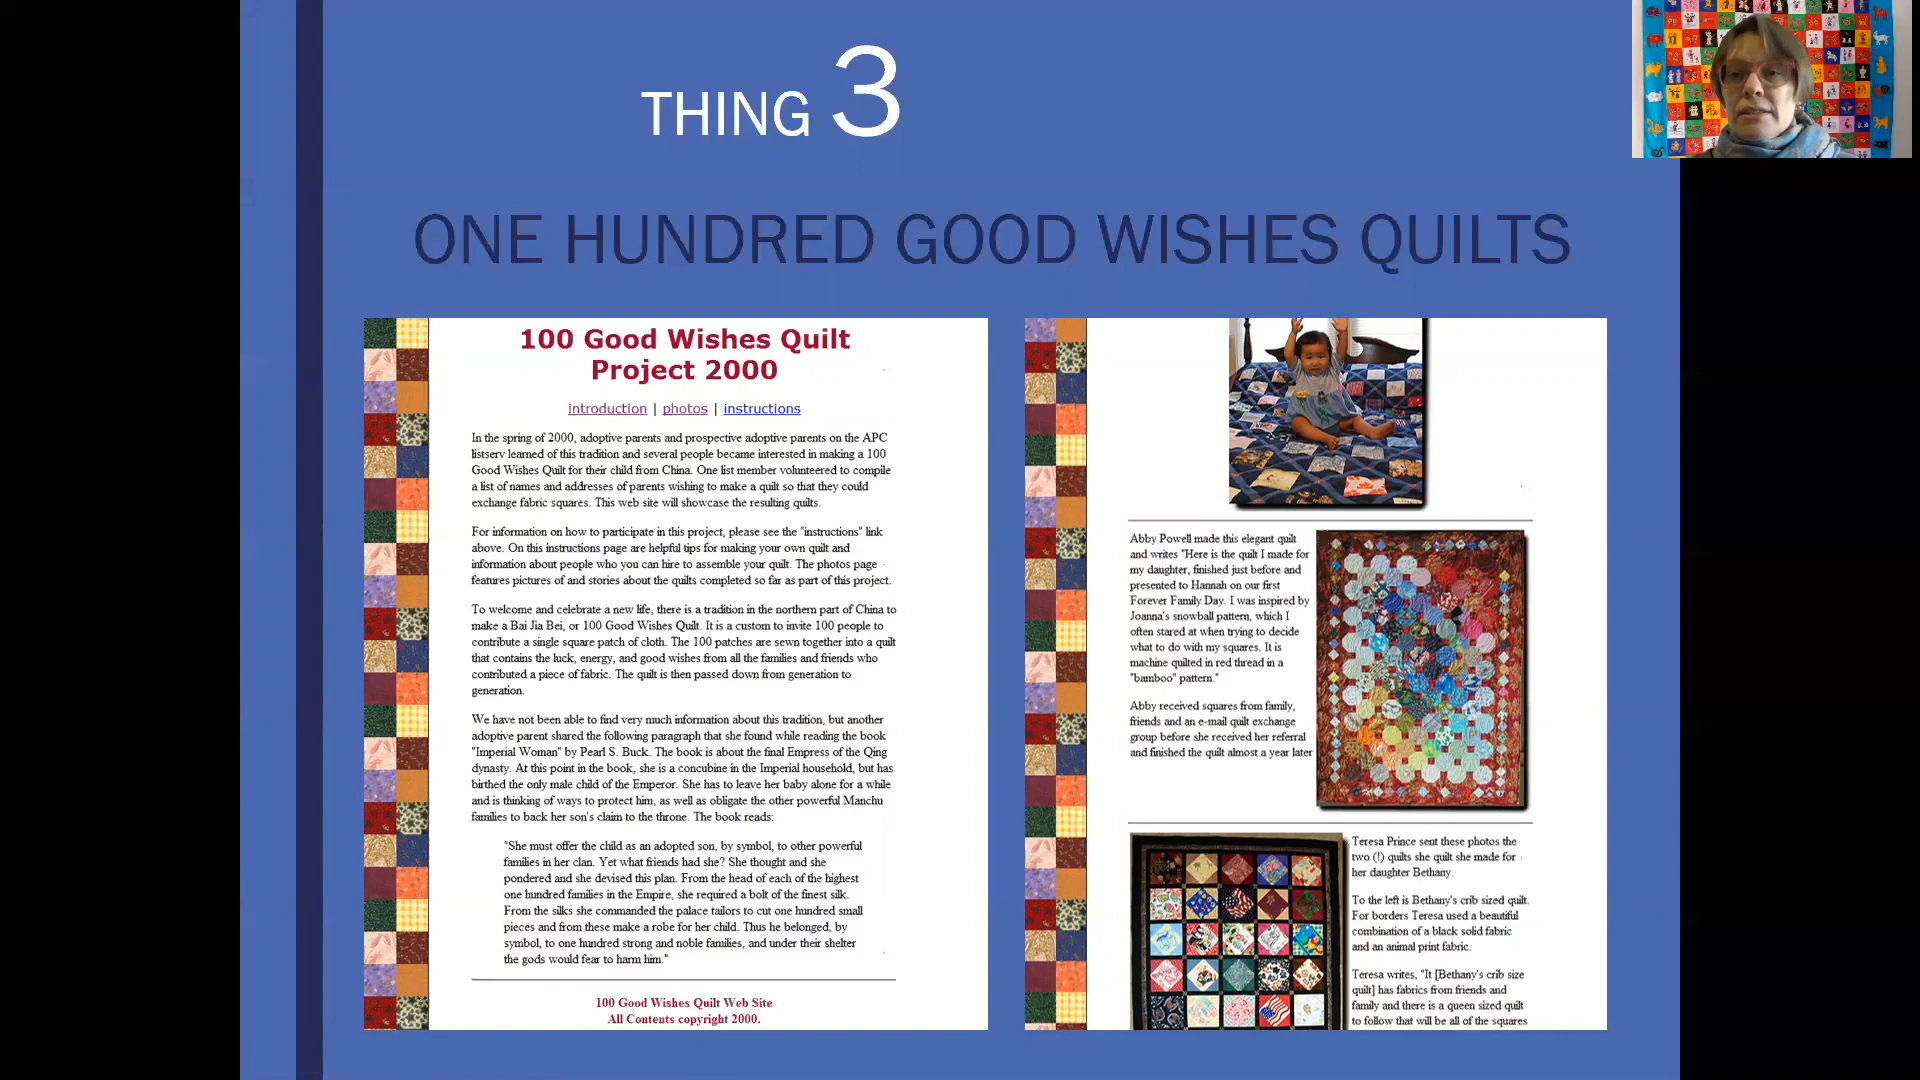 THING 3
ONE HUNDRED GOOD WISHES QUILTS
100 Good Wishes Quilt
Project 2000
introduction | photos | instructions
In the spring of 2000, adoptive parents and prospective adoptive parents on the APC
listserv learned of this tradition and several people became interested in making a 100
Good Wishes Quilt for their child from China. One list member volunteered to compile
a list of names and addresses of parents wishing to make a quilt so that they could
exchange fabric squares. This web site will showcase the resulting quilts.
For information on how to participate in this project, please see the "instructions" link
above. On this instructions page are helpful tips for making your own quilt and
information about people who you can hire to assemble your quilt. The photos page
features pictures of and stories about the quilts completed so far as part of this project.
To welcome and celebrate a new life, there is a tradition in the northern part of China to
make a Bai Jia Bei, or 100 Good Wishes Quilt. It is a custom to invite 100 people to
contribute a single square patch of cloth. The 100 patches are sewn together into a quilt
that contains the luck, energy, and good wishes from all the families and friends who
contributed a piece of fabric. The quilt is then passed down from generation to
generation.
We have not been able to find very much information about this tradition, but another
adoptive parent shared the following paragraph that she found while reading the book
"Imperial Woman" by Pearl S. Buck. The book is about the final Empress of the Qing
dynasty. At this point in the book, she is a concubine in the Imperial household, but has
birthed the only male child of the Emperor. She has to leave her baby alone for a while
and is thinking of ways to protect him, as well as obligate the other powerful Manchu
families to back her son's claim to the throne. The book reads:
"She must offer the child as an adopted son, by symbol, to other powerful
families in her clan. Yet what friends had she? She thought and she
pondered and she devised this plan. From the head of each of the highest
one hundred families in the Empire, she required a bolt of the finest silk.
From the silks she commanded the palace tailors to cut one hundred small
pieces and from these make a robe for her child. Thus he belonged, by
symbol, to one hundred strong and noble families, and under their shelter
the gods would fear to harm him."
100 Good Wishes Quilt Web Site
All Contents copyright 2000.
Abby Powell made this elegant quilt
and writes "Here is the quilt I made for
my daughter, finished just before and
presented to Hannah on our first
Forever Family Day. I was inspired by
Joanna's snowball pattern, which I
often stared at when trying to decide
what to do with my squares. It is
machine quilted in red thread in a
"bamboo" pattern."
Abby received squares from family,
friends and an e-mail quilt exchange
group before she received her referral
and finished the quilt almost a year later
Teresa Prince sent these photos the
two (!) quilts she quilt she made for
her daughter Bethany.
To the left is Bethany's crib sized quilt.
For borders Teresa used a beautiful
combination of a black solid fabric
and an animal print fabric.
Teresa writes, "It [Bethany's crib size
quilt] has fabrics from friends and
family and there is a queen sized quilt
to follow that will be all of the squares